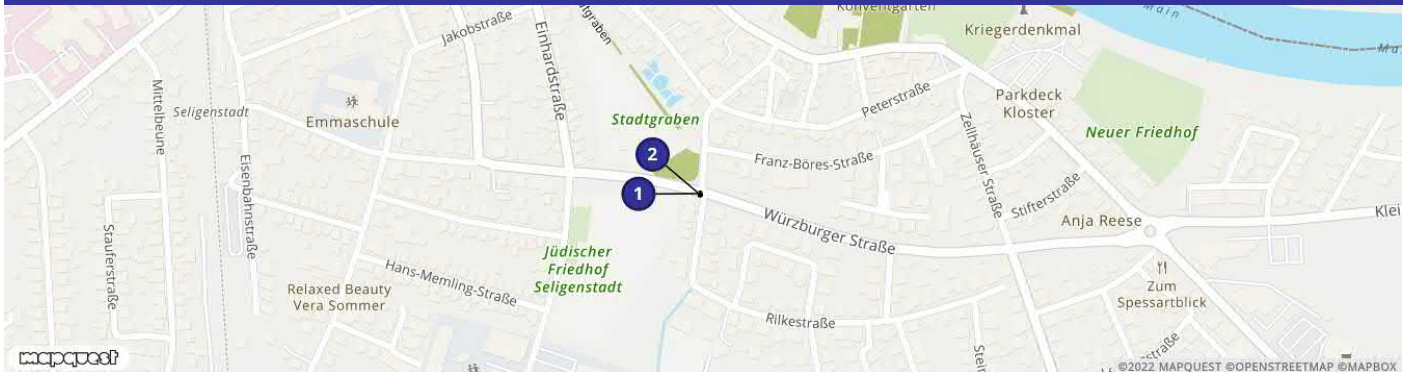 Konventgarten
Main
Kriegerdenkmal
Jakobstraße
Einhardstraße
Mittelbeune
Seligenstadt
Emmaschule
Stadtgraben
Peterstraße
Parkdeck
Kloster
Neuer Friedhof
Zellhäuser Straße
2
Franz-Böres-Straße
1
Eisenbahnstraße
Stifterstraße
Anja Reese
Würzburger Straße
Stauferstraße
Jüdischer
Friedhof
Seligenstadt
Hans-Memling-Straße
Relaxed Beauty
Vera Sommer
Zum
Spessartblick
Rilkestraße
mapquest
©2022 MAPQUEST ©OPENSTREETMAP ©MAPBOX